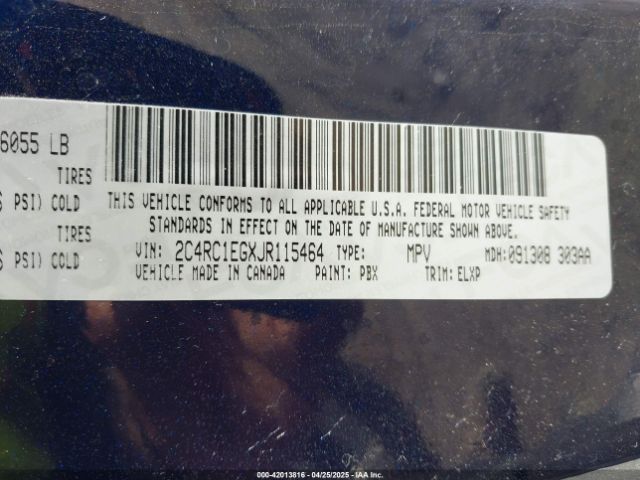 6055 LB
TIRES
PSI) COLD
TIRES
PSI) COLD
THIS VEHICLE CONFORMS TO ALL APPLICABLE U.S.A. FEDERAL MOTOR VEHICLE SAFETY
STANDARDS IN EFFECT ON THE DATE OF MANUFACTURE SHOWN ABOVE.
VIN: 2C4RC1EGXJR115464 TYPE: MPV MDH: 091308 303AA
VEHICLE MADE IN CANADA PAINT: PBX TRIM: ELXP
000-42013816 - 04/25/2025 - IAA Inc.